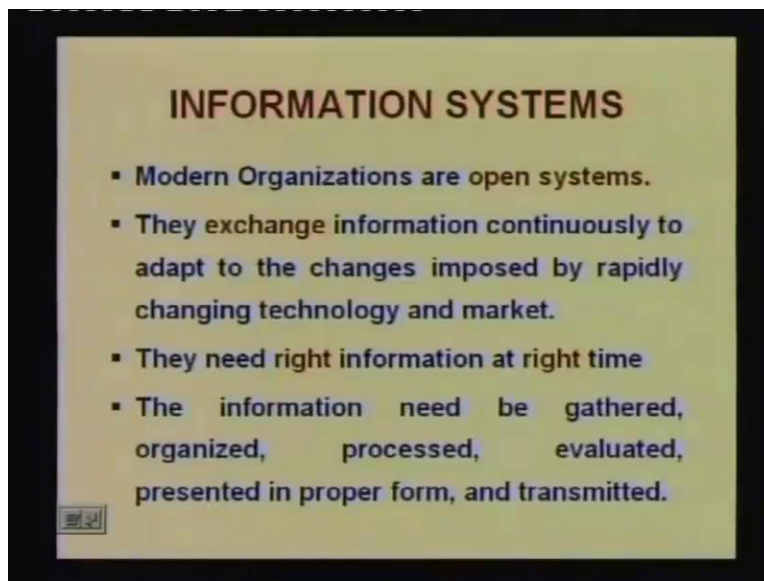 INFORMATION SYSTEMS
▪ Modern Organizations are open systems.
▪ They exchange information continuously to
adapt to the changes imposed by rapidly
changing technology and market.
▪ They need right information at right time
▪ The information need be gathered,
organized, processed, evaluated,
presented in proper form, and transmitted.